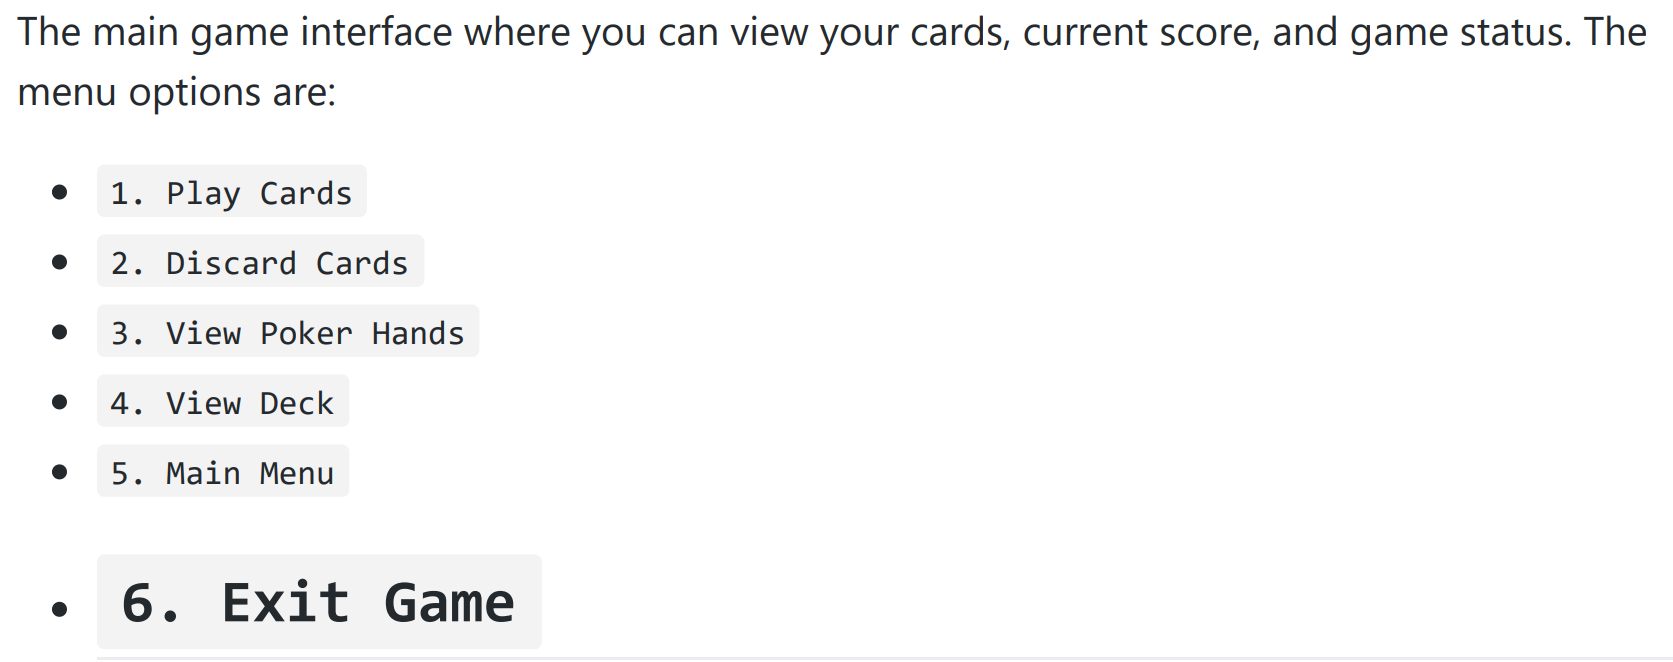 The main game interface where you can view your cards, current score, and game status. The
menu options are:
1. Play Cards
2. Discard Cards
3. View Poker Hands
4. View Deck
5. Main Menu
6. Exit Game